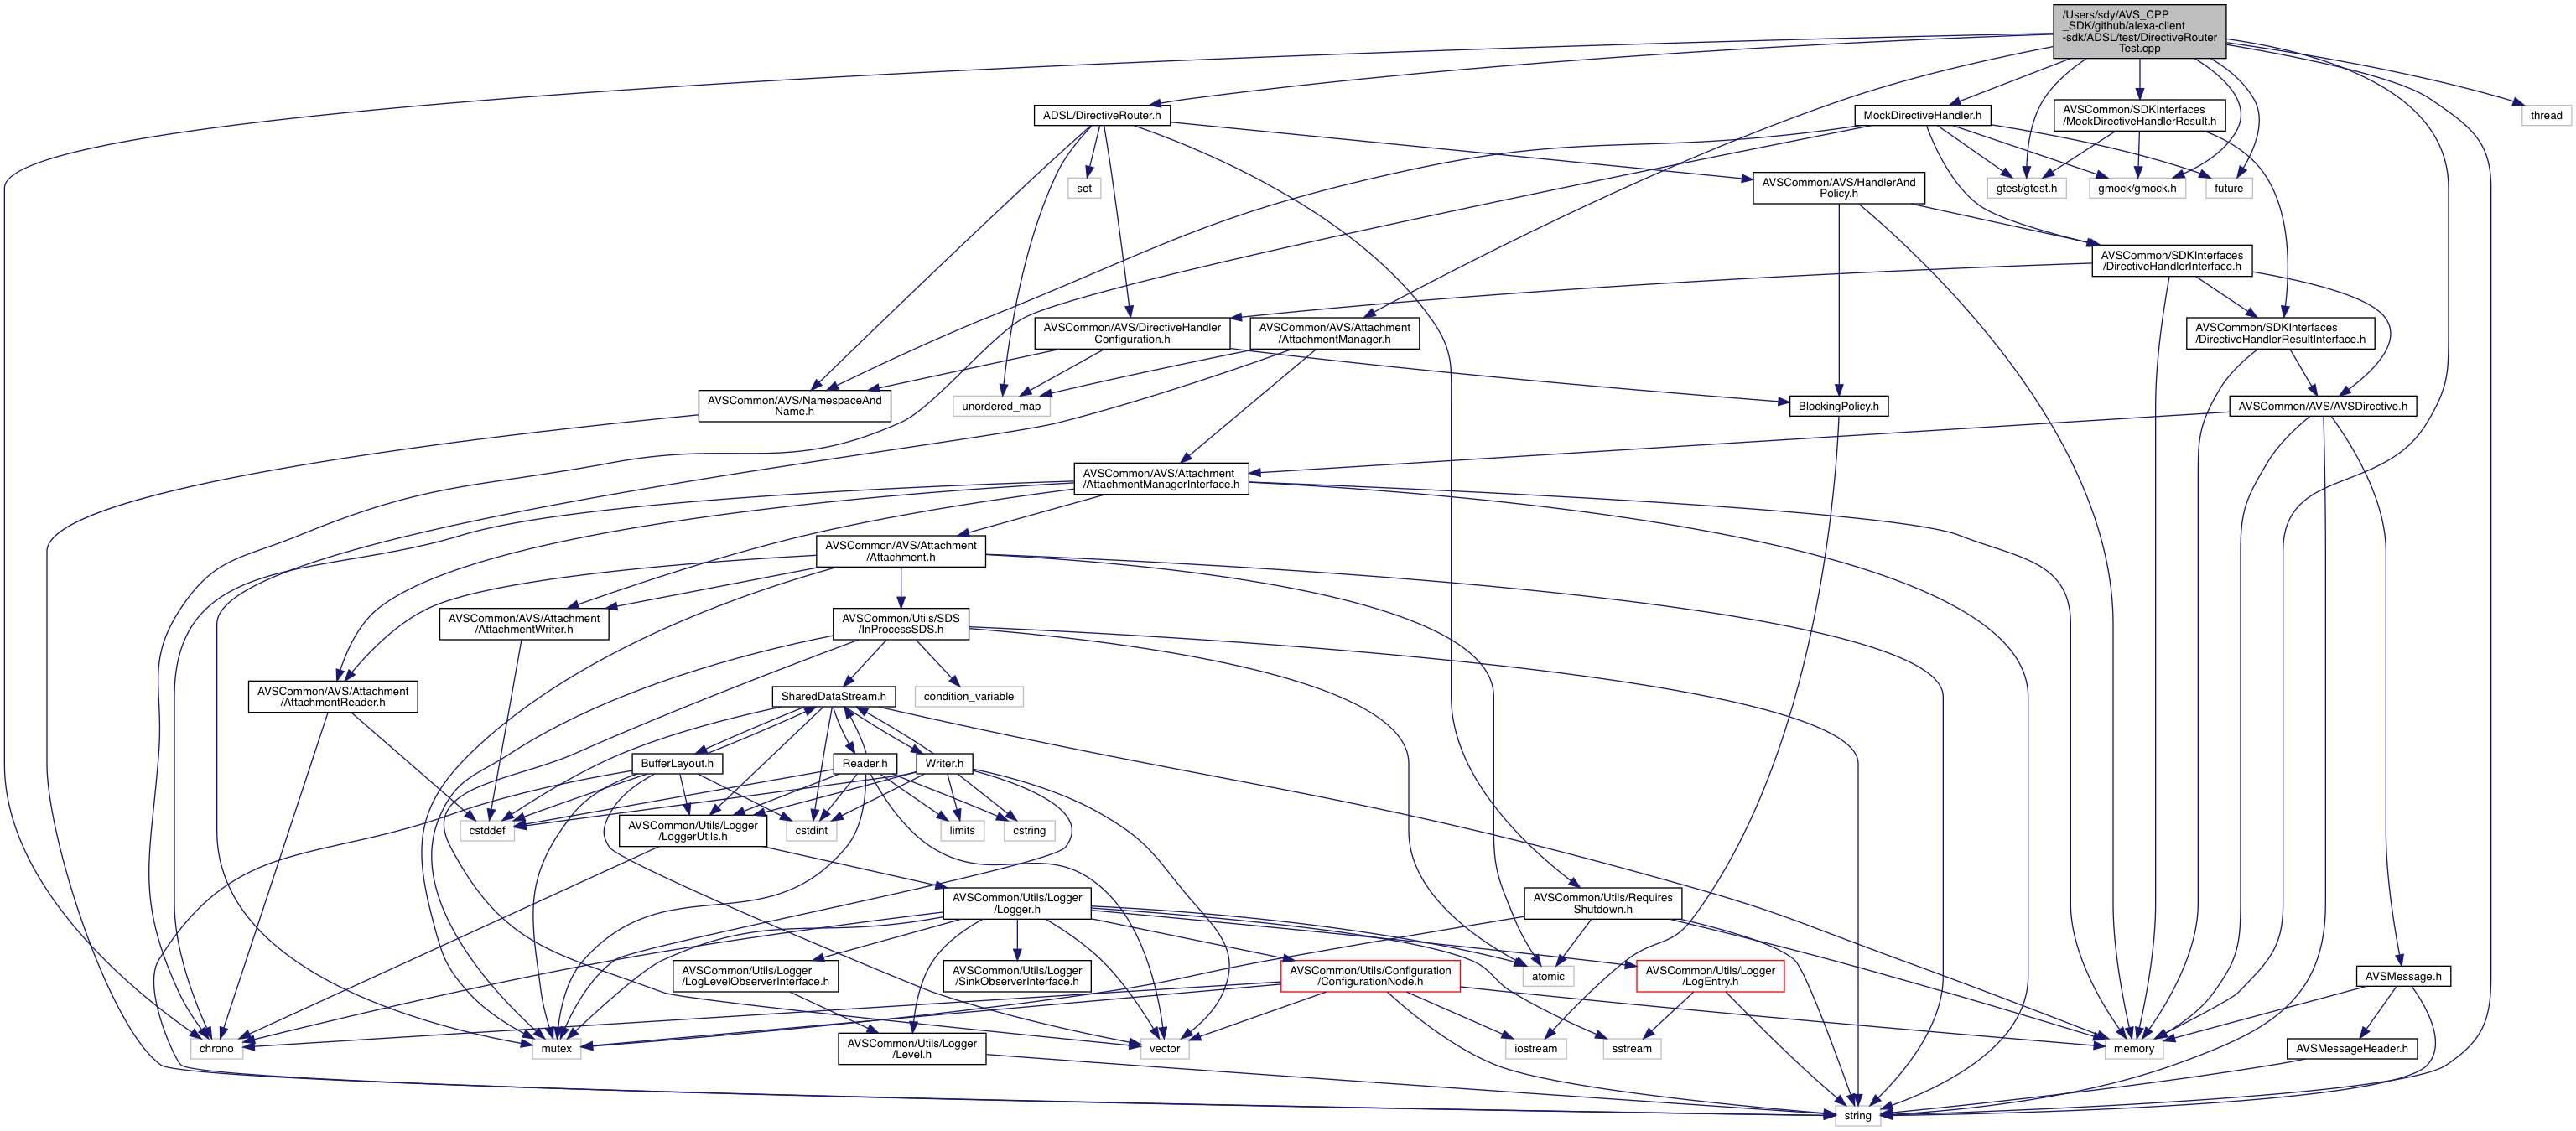 /Users/sdy/AVS_CPP
_SDK/github/alexa-client
-sdk/ADSL/test/DirectiveRouter
Test.cpp
ADSL/DirectiveRouter.h
MockDirectiveHandler.h
AVSCommon/SDKInterfaces
/MockDirectiveHandlerResult.h
thread
set
AVSCommon/AVS/HandlerAnd
Policy.h
gtest/gtest.h
gmock/gmock.h
future
AVSCommon/SDKInterfaces
/DirectiveHandlerInterface.h
AVSCommon/AVS/DirectiveHandler
Configuration.h
AVSCommon/AVS/Attachment
/AttachmentManager.h
AVSCommon/SDKInterfaces
/DirectiveHandlerResultInterface.h
AVSCommon/AVS/NamespaceAnd
Name.h
unordered_map
BlockingPolicy.h
AVSCommon/AVS/AVSDirective.h
AVSCommon/AVS/Attachment
/AttachmentManagerInterface.h
AVSCommon/AVS/Attachment
/Attachment.h
AVSCommon/AVS/Attachment
/AttachmentWriter.h
AVSCommon/Utils/SDS
/InProcessSDS.h
AVSCommon/AVS/Attachment
/AttachmentReader.h
SharedDataStream.h
condition_variable
BufferLayout.h
Reader.h
Writer.h
cstddef
AVSCommon/Utils/Logger
/LoggerUtils.h
cstdint
limits
cstring
AVSCommon/Utils/Logger
/Logger.h
AVSCommon/Utils/Requires
Shutdown.h
AVSCommon/Utils/Logger
/LogLevelObserverInterface.h
AVSCommon/Utils/Logger
/SinkObserverInterface.h
AVSCommon/Utils/Configuration
/ConfigurationNode.h
atomic
AVSCommon/Utils/Logger
/LogEntry.h
AVSMessage.h
chrono
mutex
AVSCommon/Utils/Logger
/Level.h
vector
iostream
sstream
memory
AVSMessageHeader.h
string